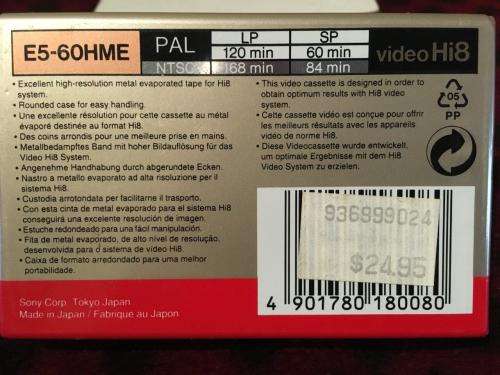 E5-60HME
PAL
LP
SP
120 min
60 min
NTSC
168 min
84 min
video Hi8
• Excellent high-resolution metal evaporated tape for Hi8
system.
• Rounded case for easy handling.
• Une excellente résolution pour cette cassette au métal
évaporé destinée au format Hi8.
• Des coins arrondis pour une meilleure prise en mains.
• Metallbedampftes Band mit hoher Bildauflösung für das
Video Hi8 System.
• Angenehme Handhabung durch abgerundete Ecken.
• Nastro a metallo evaporato ad alta risoluzione per il
sistema Hi8.
• Custodia arrotondata per facilitarne il trasporto.
• Con esta cinta de metal evaporado para el sistema Hi8
conseguirá una excelente resolución de imagen.
• Estuche redondeado para una fácil manipulación.
• Fita de metal evaporado, de alto nível de resolução,
desenvolvida para o sistema de vídeo Hi8
• Caixa de formato arredondado para uma melhor
portabilidade.
• This video cassette is designed in order to
obtain optimum results with Hi8 video
system.
• Cette cassette vidéo est conçue pour offrir
les meilleurs résultats avec les appareils
vidéo de norme Hi8.
• Diese Videocassette wurde entwickelt,
um optimale Ergebnisse mit dem Hi8
Video System zu erzielen.
05
PP
936999024
$24.95
4 901780 180080
Sony Corp. Tokyo Japan
Made in Japan / Fabriqué au Japon